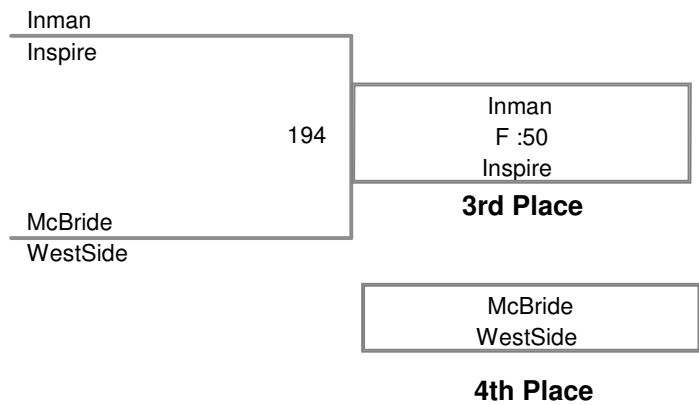 Inman
Inspire
194
Inman
F :50
Inspire
3rd Place
McBride
WestSide
McBride
WestSide
4th Place